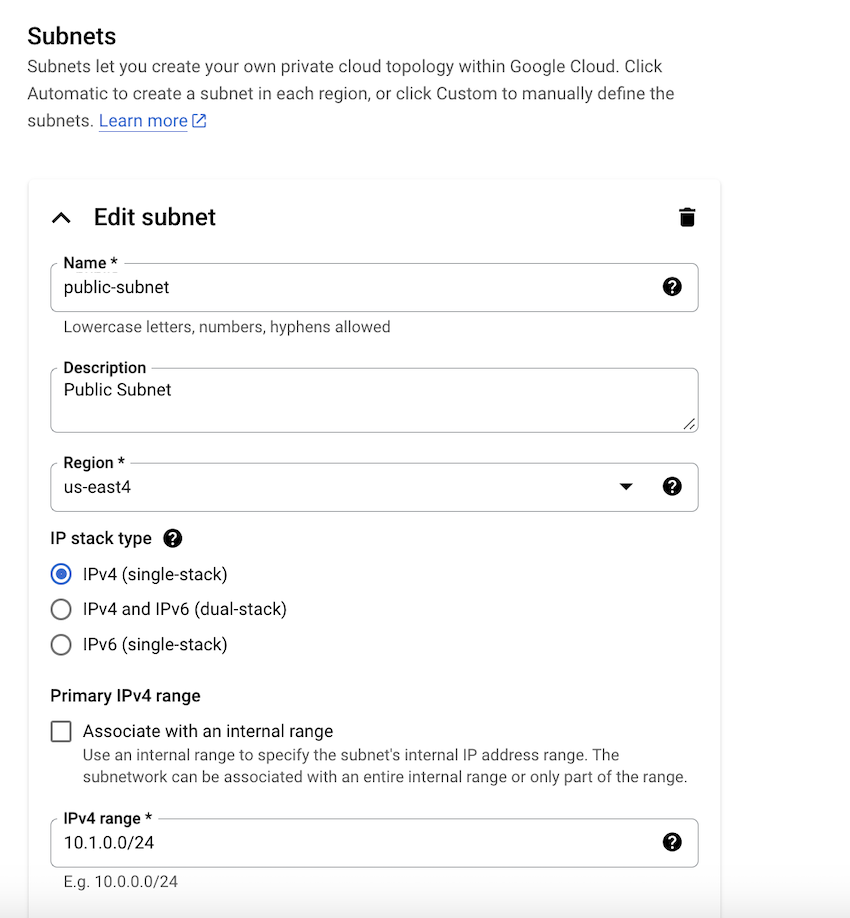 Subnets
Subnets let you create your own private cloud topology within Google Cloud. Click
Automatic to create a subnet in each region, or click Custom to manually define the
subnets. Learn more
Edit subnet
Name *
public-subnet
Lowercase letters, numbers, hyphens allowed
Description
Public Subnet
Region *
us-east4
IP stack type
IPv4 (single-stack)
IPv4 and IPv6 (dual-stack)
IPv6 (single-stack)
Primary IPv4 range
Associate with an internal range
Use an internal range to specify the subnet's internal IP address range. The
subnetwork can be associated with an entire internal range or only part of the range.
IPv4 range *
10.1.0.0/24
E.g. 10.0.0.0/24